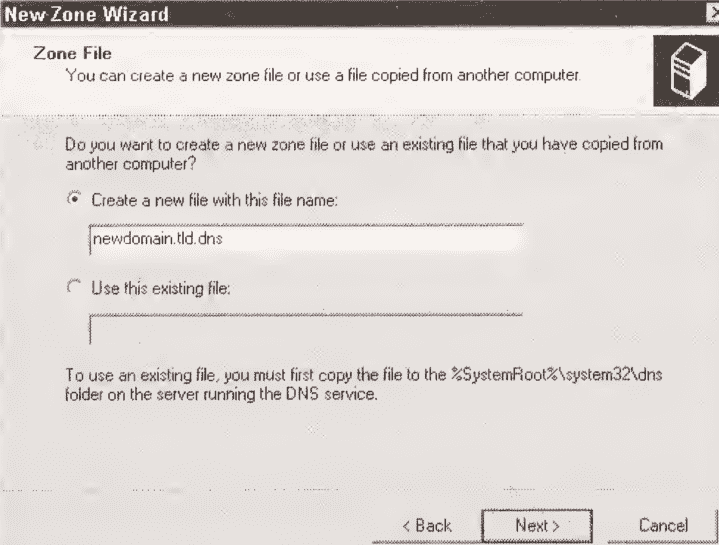 New Zone Wizard
Zone File
You can create a new zone file or use a file copied from another computer.
Do you want to create a new zone file or use an existing file that you have copied from
another computer?
Create a new file with this file name:
newdomain.tld.dns
Use this existing file:
To use an existing file, you must first copy the file to the %SystemRoot%\system32\dns
folder on the server running the DNS service.
< Back
Next >
Cancel